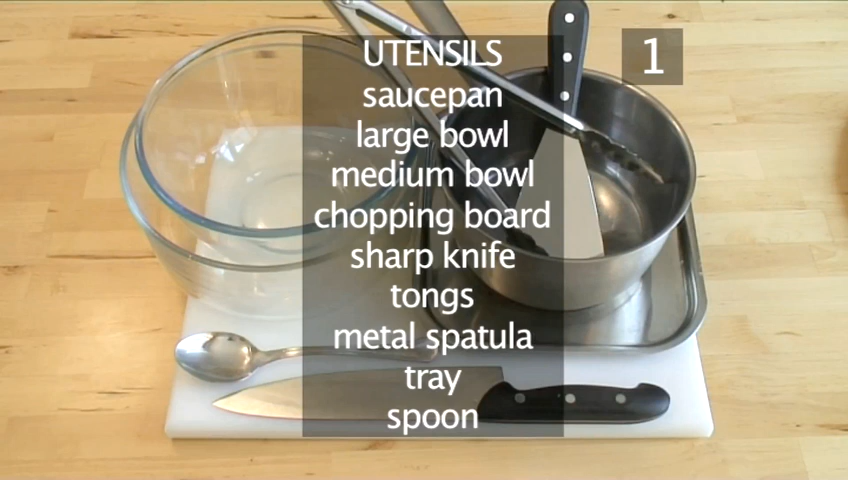 UTENSILS
1
saucepan
large bowl
medium bowl
chopping board
sharp knife
tongs
metal spatula
tray
spoon